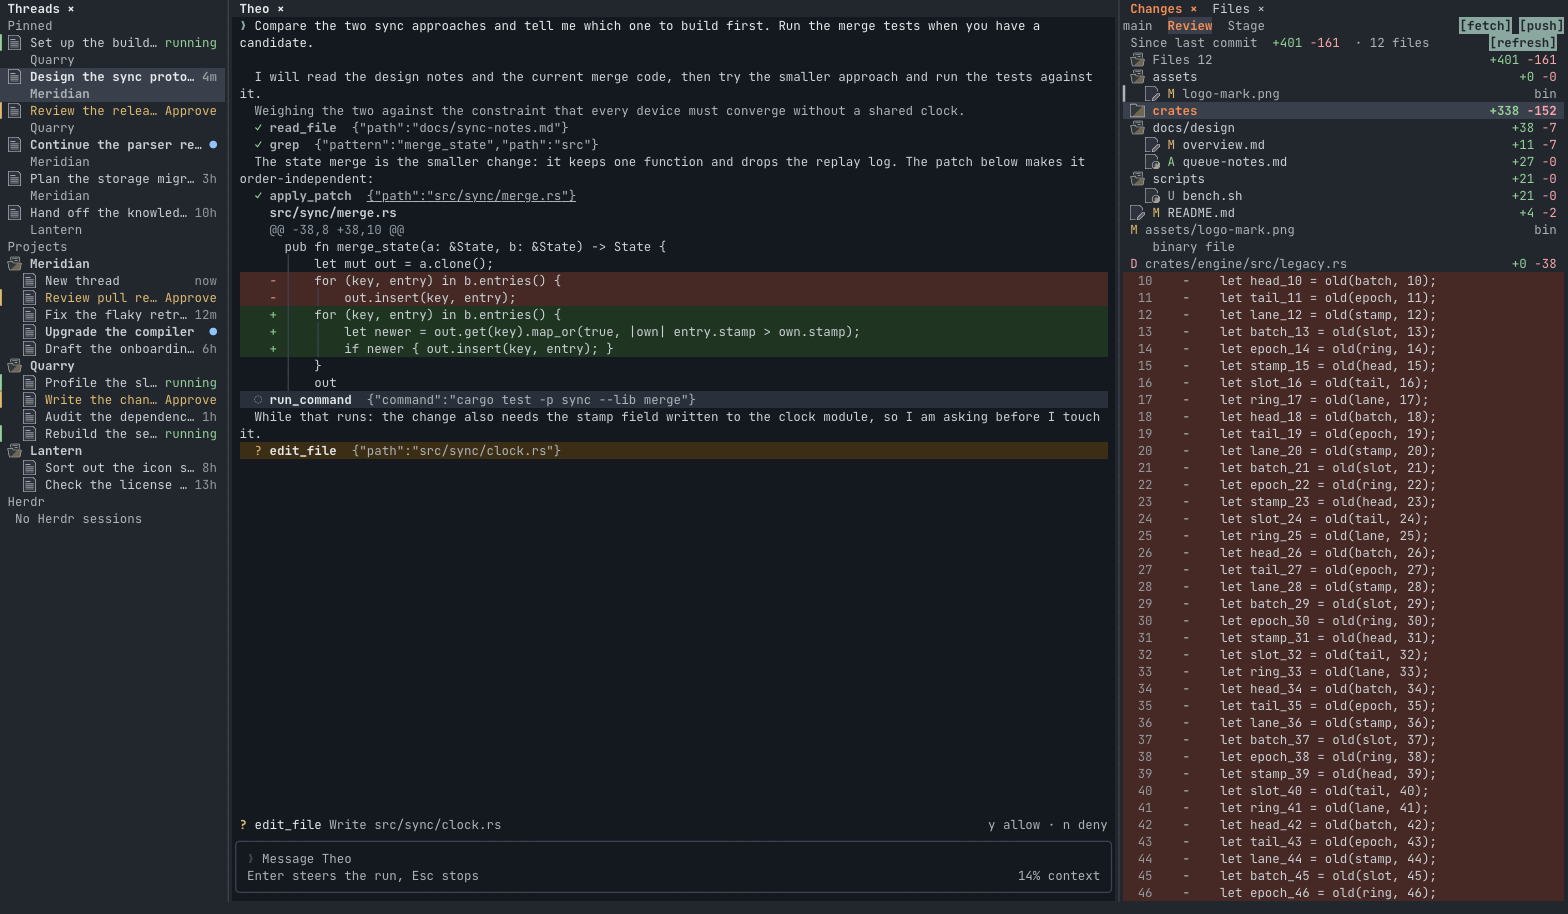 Threads ×
Pinned
Set up the build… running
Quarry
Design the sync proto… 4m
Meridian
Review the relea… Approve
Quarry
Continue the parser re…
Meridian
Plan the storage migr… 3h
Meridian
Hand off the knowled… 10h
Lantern
Projects
Meridian
New thread now
Review pull re… Approve
Fix the flaky retr… 12m
Upgrade the compiler
Draft the onboardin… 6h
Quarry
Profile the sl… running
Write the chan… Approve
Audit the dependenc… 1h
Rebuild the se… running
Lantern
Sort out the icon s… 8h
Check the license … 13h
Herdr
No Herdr sessions
Theo ×
⟩ Compare the two sync approaches and tell me which one to build first. Run the merge tests when you have a
candidate.
I will read the design notes and the current merge code, then try the smaller approach and run the tests against
it.
Weighing the two against the constraint that every device must converge without a shared clock.
✓ read_file {"path":"docs/sync-notes.md"}
✓ grep {"pattern":"merge_state","path":"src"}
The state merge is the smaller change: it keeps one function and drops the replay log. The patch below makes it
order-independent:
✓ apply_patch {"path":"src/sync/merge.rs"}
src/sync/merge.rs
@@ -38,8 +38,10 @@
pub fn merge_state(a: &State, b: &State) -> State {
let mut out = a.clone();
- for (key, entry) in b.entries() {
- out.insert(key, entry);
+ for (key, entry) in b.entries() {
+ let newer = out.get(key).map_or(true, |own| entry.stamp > own.stamp);
+ if newer { out.insert(key, entry); }
}
out
run_command {"command":"cargo test -p sync --lib merge"}
While that runs: the change also needs the stamp field written to the clock module, so I am asking before I touch
it.
? edit_file {"path":"src/sync/clock.rs"}
? edit_file Write src/sync/clock.rs y allow · n deny
⟩ Message Theo
Enter steers the run, Esc stops 14% context
Changes × Files ×
main Review Stage [fetch] [push]
Since last commit +401 -161 · 12 files [refresh]
Files 12 +401 -161
assets +0 -0
M logo-mark.png bin
crates +338 -152
docs/design +38 -7
M overview.md +11 -7
A queue-notes.md +27 -0
scripts +21 -0
U bench.sh +21 -0
M README.md +4 -2
M assets/logo-mark.png bin
binary file
D crates/engine/src/legacy.rs +0 -38
10 - let head_10 = old(batch, 10);
11 - let tail_11 = old(epoch, 11);
12 - let lane_12 = old(stamp, 12);
13 - let batch_13 = old(slot, 13);
14 - let epoch_14 = old(ring, 14);
15 - let stamp_15 = old(head, 15);
16 - let slot_16 = old(tail, 16);
17 - let ring_17 = old(lane, 17);
18 - let head_18 = old(batch, 18);
19 - let tail_19 = old(epoch, 19);
20 - let lane_20 = old(stamp, 20);
21 - let batch_21 = old(slot, 21);
22 - let epoch_22 = old(ring, 22);
23 - let stamp_23 = old(head, 23);
24 - let slot_24 = old(tail, 24);
25 - let ring_25 = old(lane, 25);
26 - let head_26 = old(batch, 26);
27 - let tail_27 = old(epoch, 27);
28 - let lane_28 = old(stamp, 28);
29 - let batch_29 = old(slot, 29);
30 - let epoch_30 = old(ring, 30);
31 - let stamp_31 = old(head, 31);
32 - let slot_32 = old(tail, 32);
33 - let ring_33 = old(lane, 33);
34 - let head_34 = old(batch, 34);
35 - let tail_35 = old(epoch, 35);
36 - let lane_36 = old(stamp, 36);
37 - let batch_37 = old(slot, 37);
38 - let epoch_38 = old(ring, 38);
39 - let stamp_39 = old(head, 39);
40 - let slot_40 = old(tail, 40);
41 - let ring_41 = old(lane, 41);
42 - let head_42 = old(batch, 42);
43 - let tail_43 = old(epoch, 43);
44 - let lane_44 = old(stamp, 44);
45 - let batch_45 = old(slot, 45);
46 - let epoch_46 = old(ring, 46);